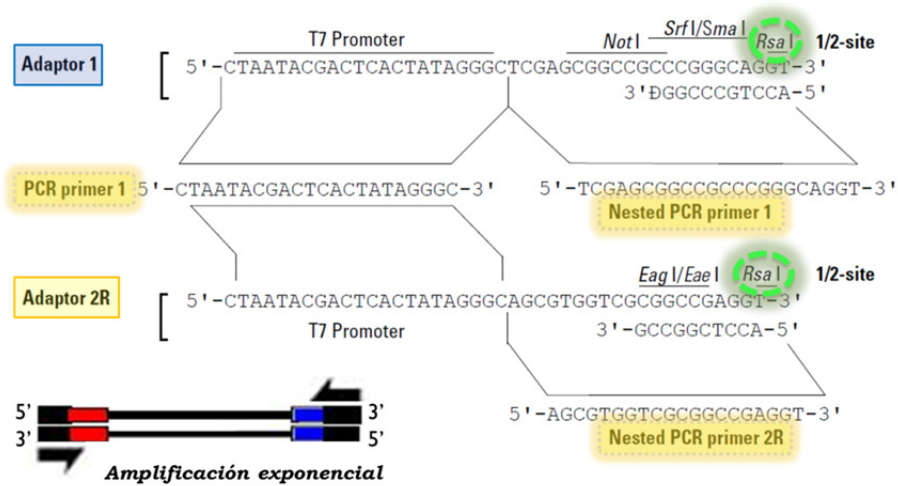 T7 Promoter Not I Srf I/Sma I Rsa I 1/2-site
Adaptor 1
5'-CTAATACGACTCACTATAGGGCTCGAGCGGCCGCCCGGGCAGGT-3'
3'ĐGGCCCGTCCA-5'
PCR primer 1 5'-CTAATACGACTCACTATAGGGC-3' 5'-TCGAGCGGCCGCCCGGGCAGGT-3'
Nested PCR primer 1
Eag I/Eae I Rsa I 1/2-site
Adaptor 2R 5'-CTAATACGACTCACTATAGGGCAGCGTGGTCGCGGCCGAGGT-3'
T7 Promoter 3'-GCCGGCTCCA-5'
5'-AGCGTGGTCGCGGCCGAGGT-3'
Nested PCR primer 2R
5' 3'
3' 5'
Amplificación exponencial